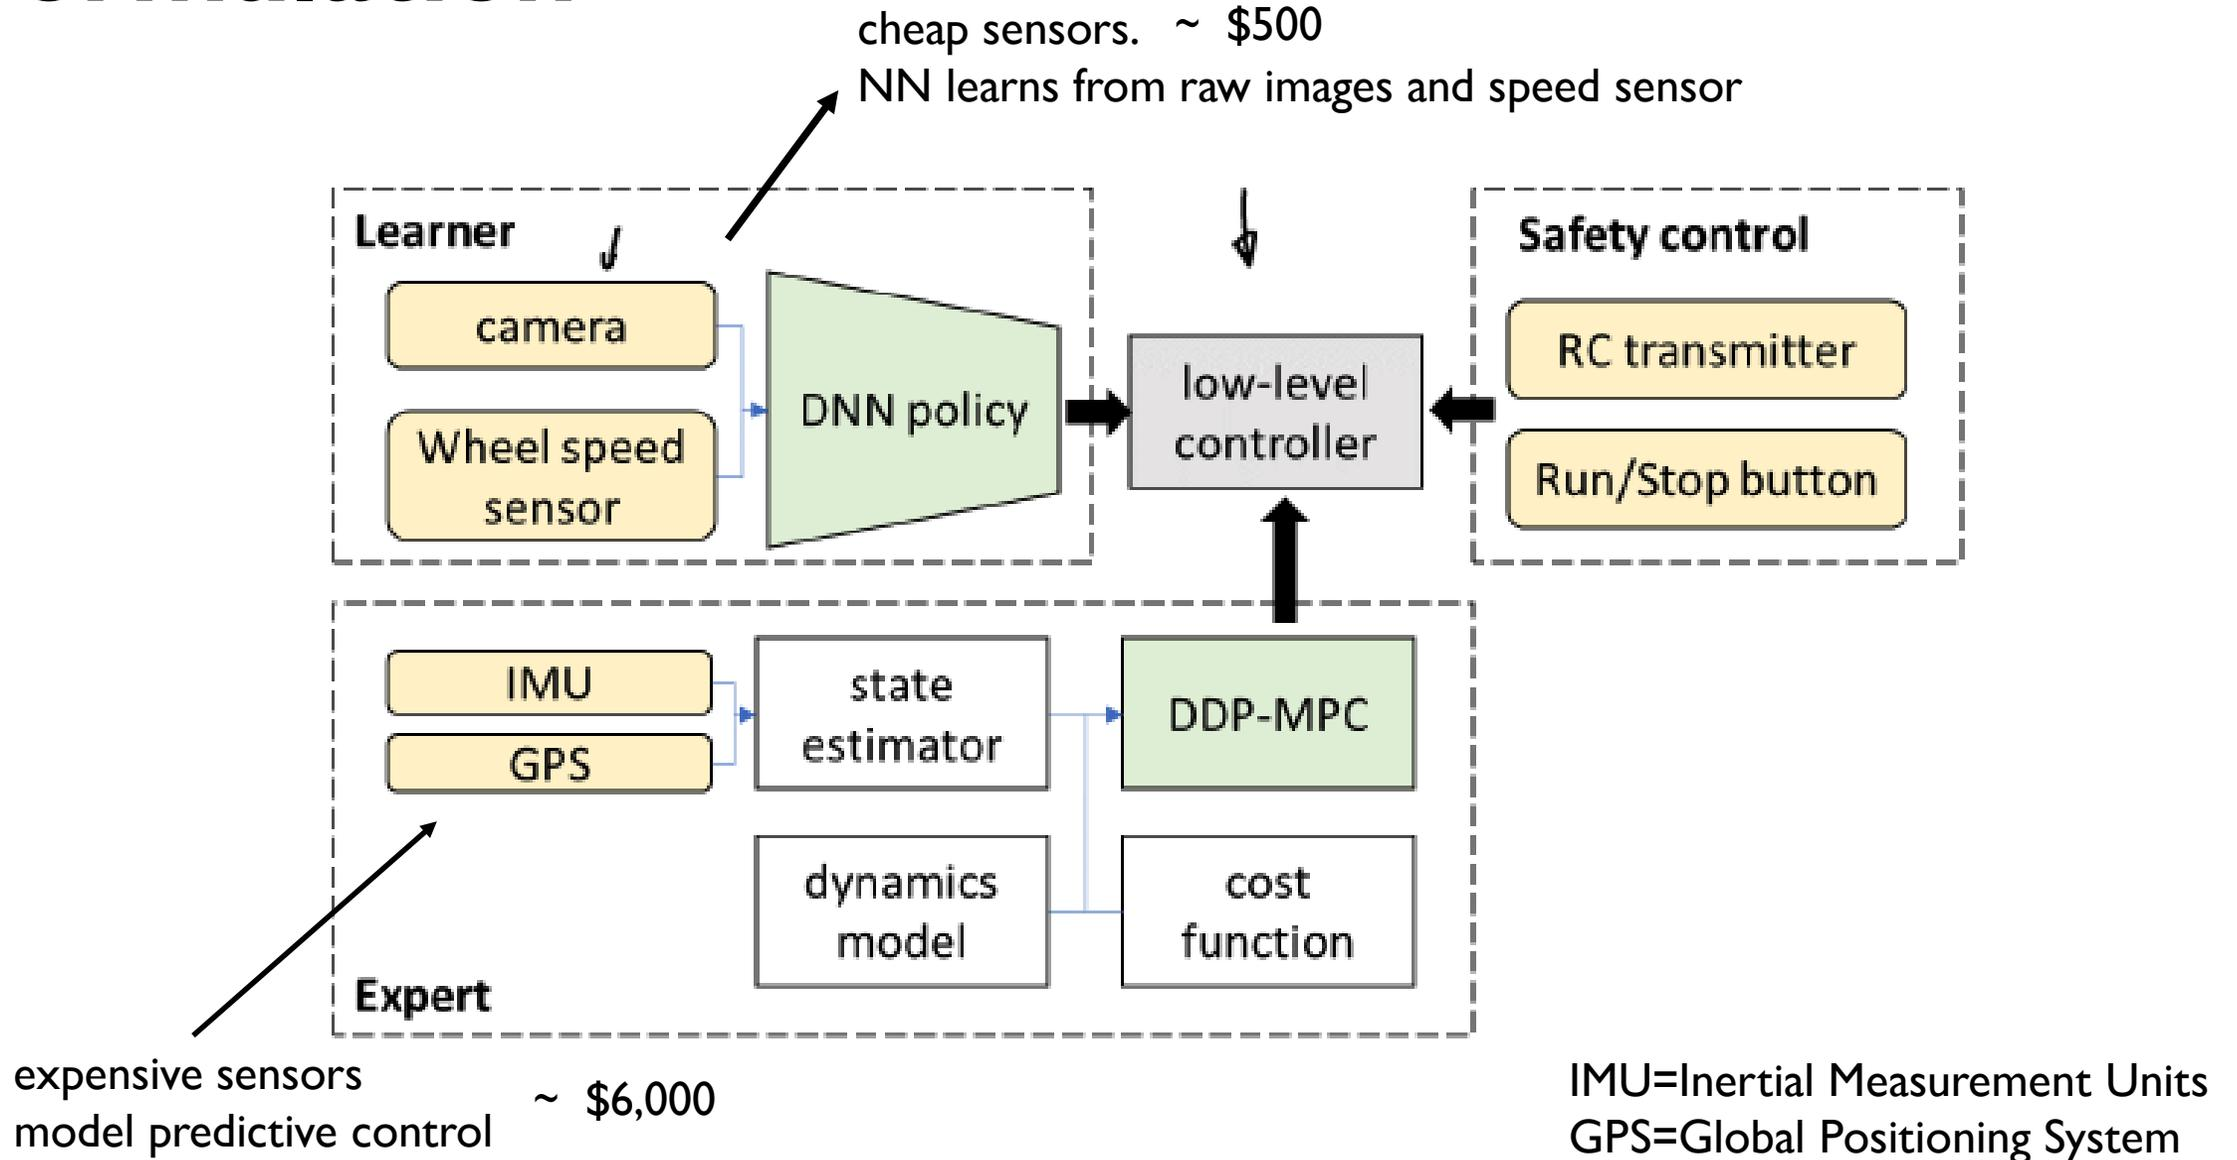 cheap sensors. ~ $500
NN learns from raw images and speed sensor
Learner
camera
Wheel speed
sensor
DNN policy
low-level
controller
Safety control
RC transmitter
Run/Stop button
IMU
GPS
state
estimator
DDP-MPC
dynamics
model
cost
function
Expert
expensive sensors
model predictive control
~ $6,000
IMU=Inertial Measurement Units
GPS=Global Positioning System